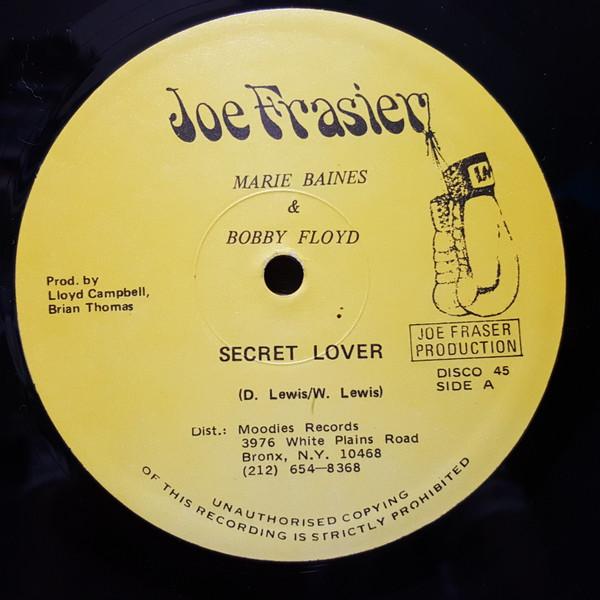 Joe Frasier
MARIE BAINES
&
BOBBY FLOYD
Prod. by
Lloyd Campbell,
Brian Thomas
SECRET LOVER
(D. Lewis/W. Lewis)
JOE FRASER
PRODUCTION
DISCO 45
SIDE A
Dist.: Moodies Records
3976 White Plains Road
Bronx, N.Y. 10468
(212) 654—8368
UNAUTHORISED COPYING
OF THIS RECORDING IS STRICTLY PROHIBITED